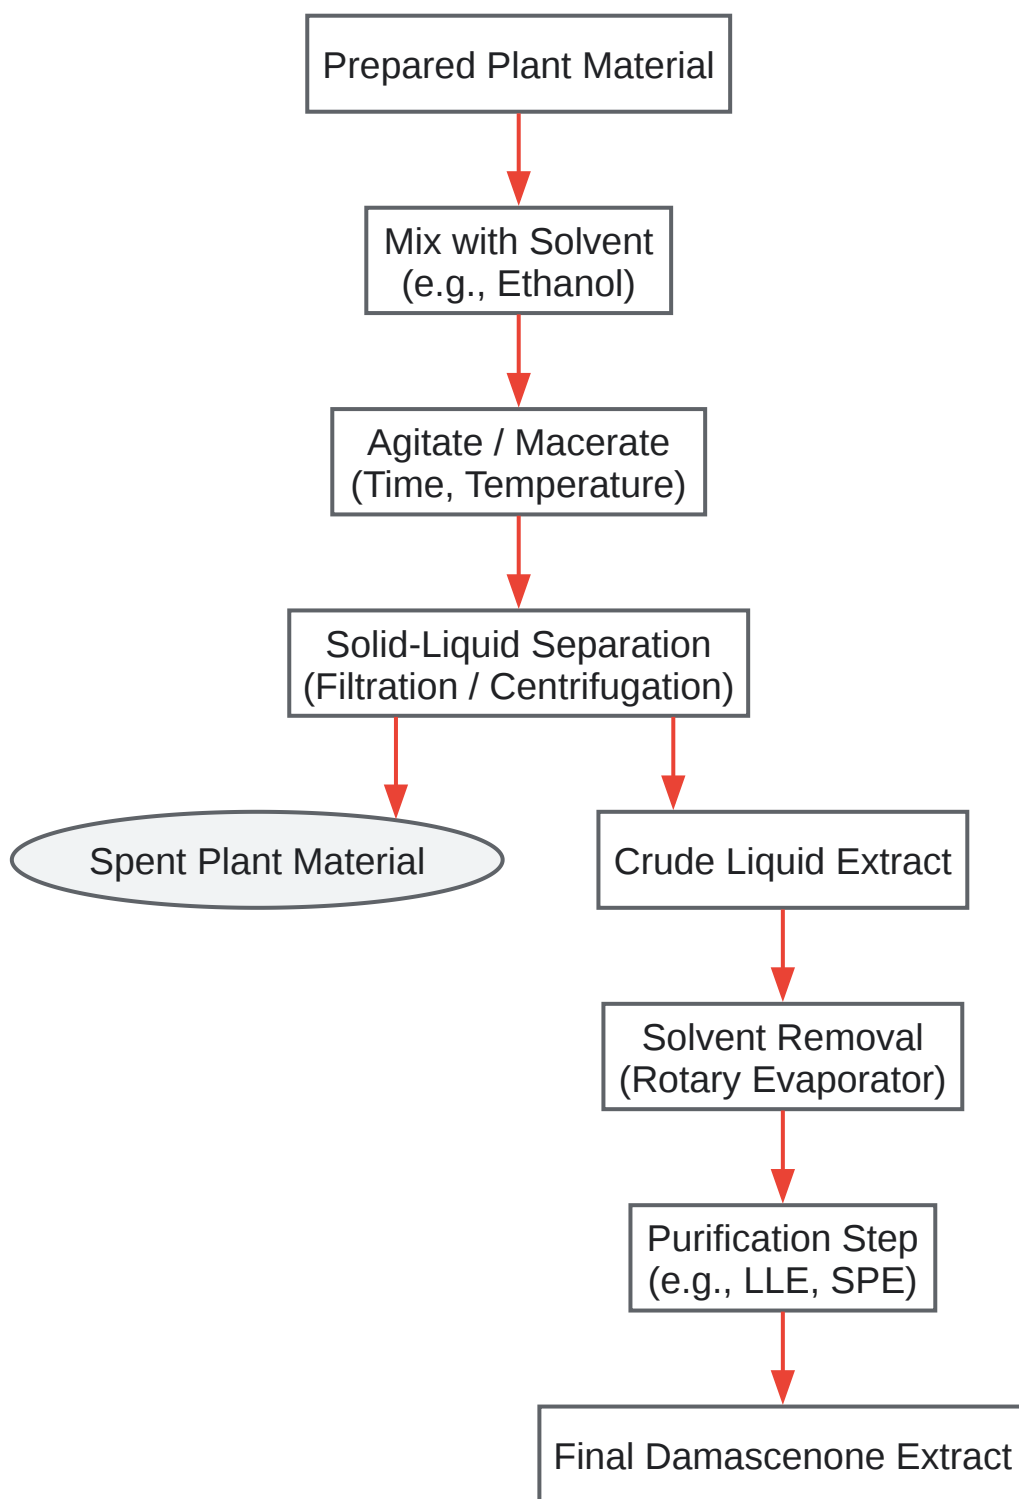 Prepared Plant Material
Mix with Solvent
(e.g., Ethanol)
Agitate / Macerate
(Time, Temperature)
Solid-Liquid Separation
(Filtration / Centrifugation)
Spent Plant Material
Crude Liquid Extract
Solvent Removal
(Rotary Evaporator)
Purification Step
(e.g., LLE, SPE)
Final Damascenone Extract